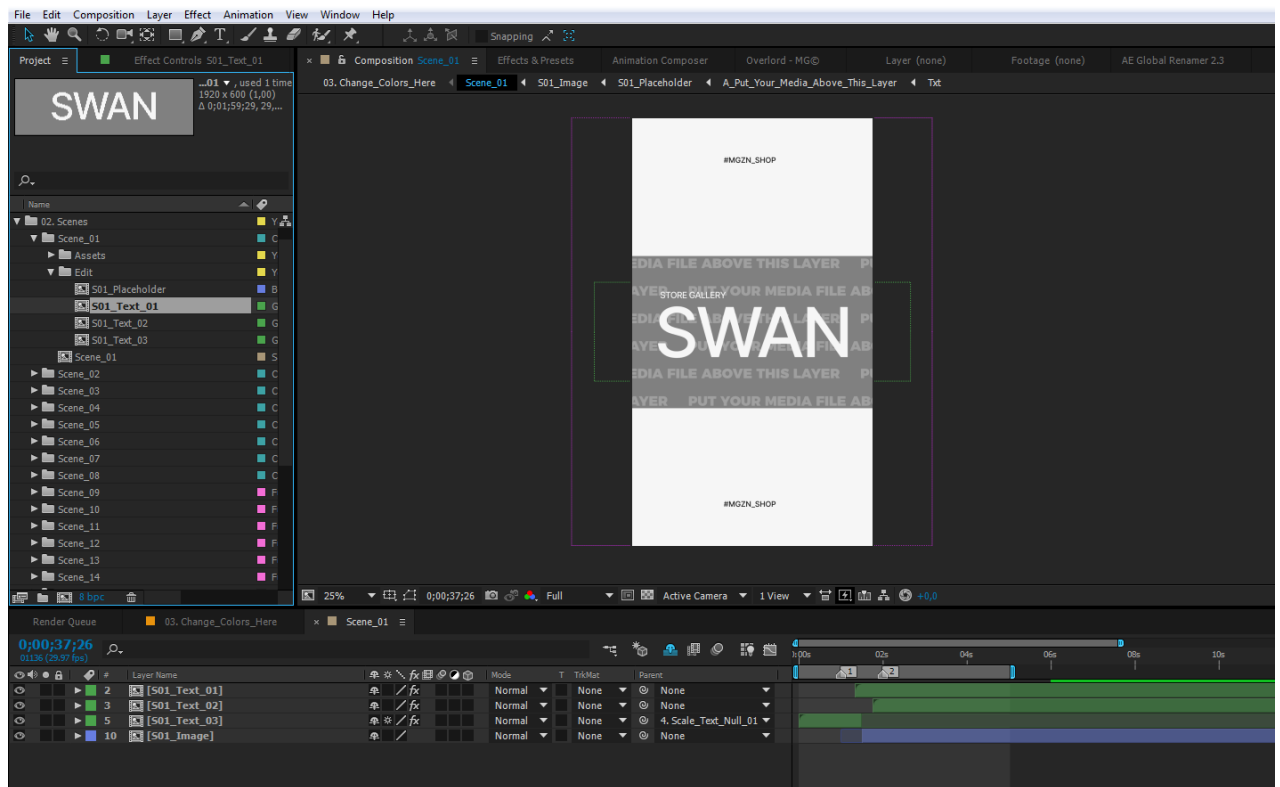 File Edit Composition Layer Effect Animation View Window Help
Snapping
Project Effect Controls S01_Text_01
Composition Scene_01 Effects & Presets Animation Composer Overlord - MG© Layer (none) Footage (none) AE Global Renamer 2.3
...01 ▼ , used 1 time
1920 x 600 (1,00)
Δ 0;01;59;29, 29,...
SWAN
03. Change_Colors_Here Scene_01 S01_Image S01_Placeholder A_Put_Your_Media_Above_This_Layer Txt
Name
02. Scenes Y
Scene_01 C
Assets Y
Edit Y
S01_Placeholder B
S01_Text_01 G
S01_Text_02 G
S01_Text_03 G
Scene_01 S
Scene_02 C
Scene_03 C
Scene_04 C
Scene_05 C
Scene_06 C
Scene_07 C
Scene_08 C
Scene_09 F
Scene_10 F
Scene_11 F
Scene_12 F
Scene_13 F
Scene_14 F
8 bpc
#MGZN_SHOP
EDIA FILE ABOVE THIS LAYER PU
AYER PUT YOUR MEDIA FILE AB
STORE GALLERY
SWAN
EDIA FILE ABOVE THIS LAYER P
AYER PUT YOUR MEDIA FILE AB
#MGZN_SHOP
25% 0;00;37;26 Full Active Camera 1 View +0,0
Render Queue 03. Change_Colors_Here Scene_01
0;00;37;26
01136 (29.97 fps)
):00s 02s 04s 06s 08s 10s
# Layer Name Mode T TrkMat Parent
1 2
2 [S01_Text_01] Normal None None
3 [S01_Text_02] Normal None None
5 [S01_Text_03] Normal None 4. Scale_Text_Null_01
10 [S01_Image] Normal None None